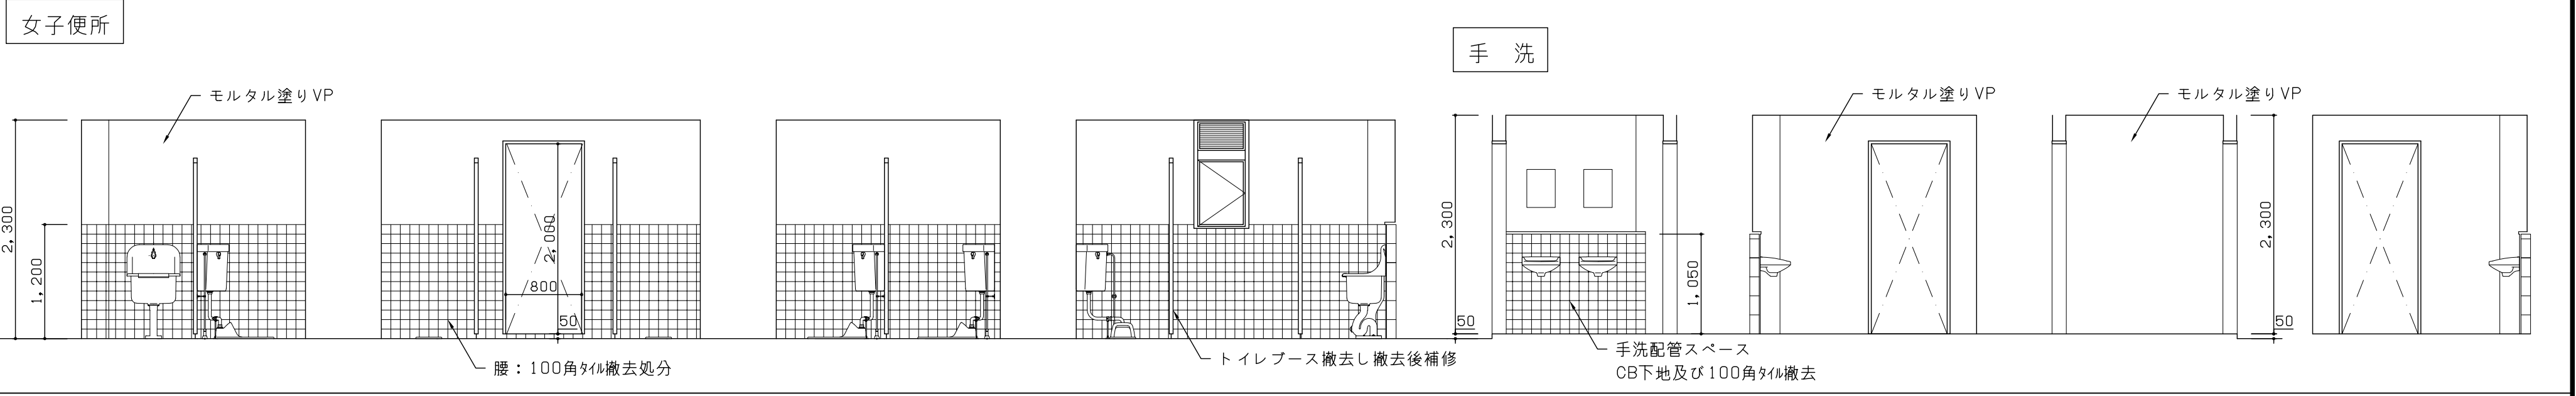 女子便所
手 洗
モルタル塗りVP
モルタル塗りVP
モルタル塗りVP
2,300
1,200
2,000
800
50
2,300
50
1,050
2,300
50
腰：100角ﾀｲﾙ撤去処分
トイレブース撤去し撤去後補修
手洗配管スペース
CB下地及び100角ﾀｲﾙ撤去